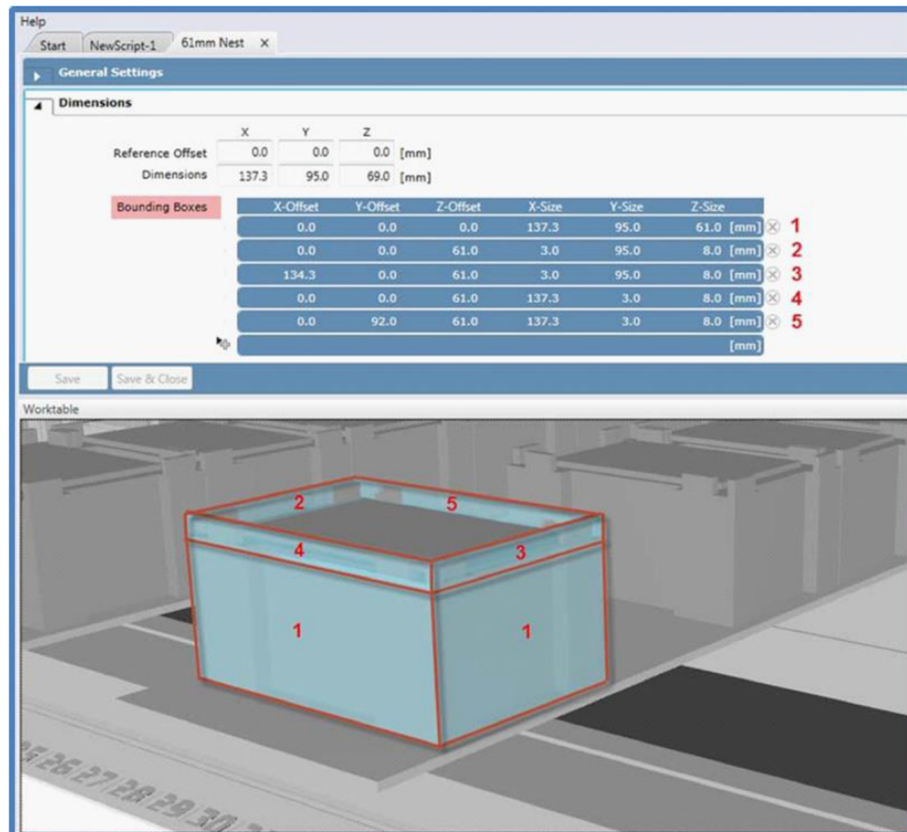 Help
Start NewScript-1 61mm Nest X
General Settings
Dimensions
X Y Z
Reference Offset 0.0 0.0 0.0 [mm]
Dimensions 137.3 95.0 69.0 [mm]
Bounding Boxes X-Offset Y-Offset Z-Offset X-Size Y-Size Z-Size
0.0 0.0 0.0 137.3 95.0 61.0 [mm] 1
0.0 0.0 61.0 3.0 95.0 8.0 [mm] 2
134.3 0.0 61.0 3.0 95.0 8.0 [mm] 3
0.0 0.0 61.0 137.3 3.0 8.0 [mm] 4
0.0 92.0 61.0 137.3 3.0 8.0 [mm] 5
[mm]
Save Save & Close
Worktable
2 5
4 3
1 1
25 26 27 28 29 30